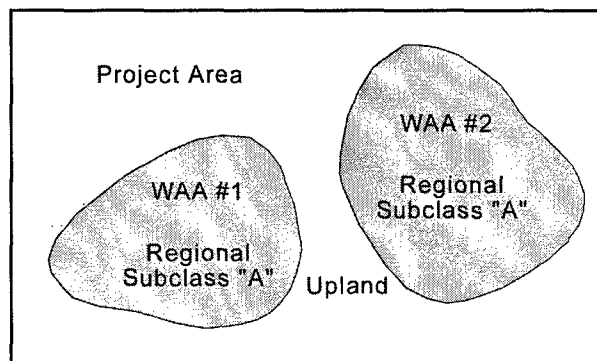 Project Area
WAA #1
Regional
Subclass "A"
WAA #2
Regional
Subclass "A"
Upland